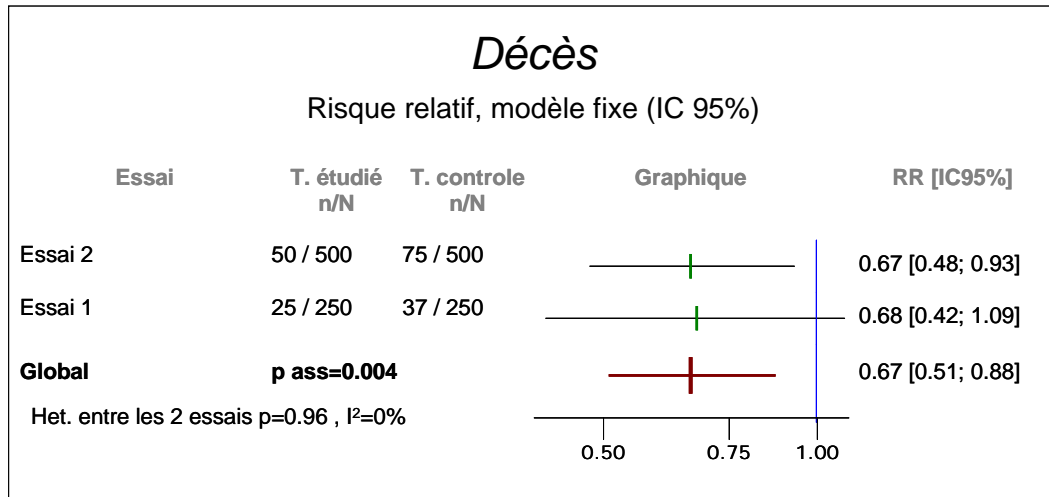 Décès
Risque relatif, modèle fixe (IC 95%)
Essai T. étudié T. controle Graphique RR [IC95%]
n/N n/N
Essai 2 50 / 500 75 / 500 0.67 [0.48; 0.93]
Essai 1 25 / 250 37 / 250 0.68 [0.42; 1.09]
Global p ass=0.004 0.67 [0.51; 0.88]
Het. entre les 2 essais p=0.96 , I²=0%
0.50 0.75 1.00